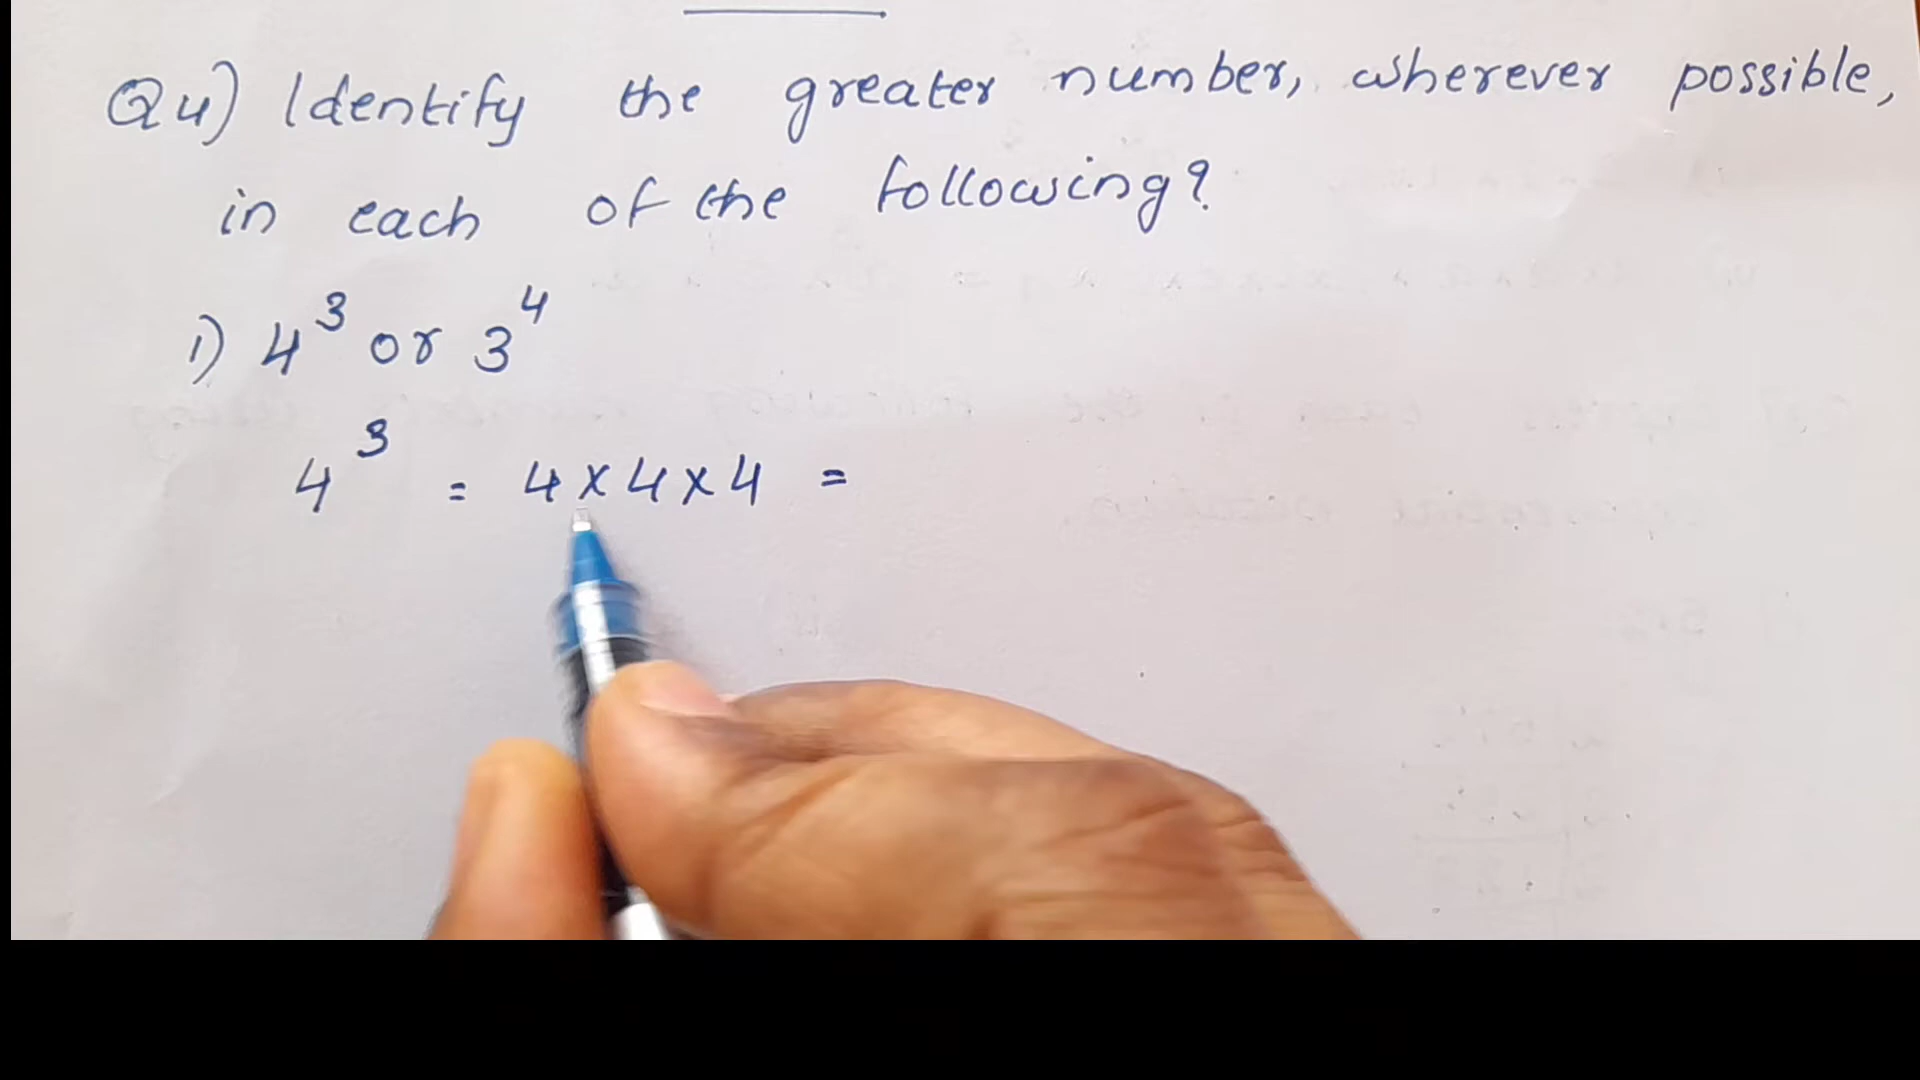 Q4) Identify the greater number, wherever possible,
in each of the following?
i) 4³ or 3⁴
4³ = 4×4×4 =